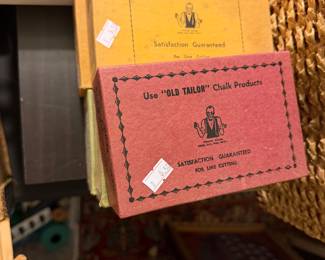 Satisfaction Guaranteed
Use "OLD TAILOR" Chalk Products
SATISFACTION GUARANTEED
FOR LINE CUTTING